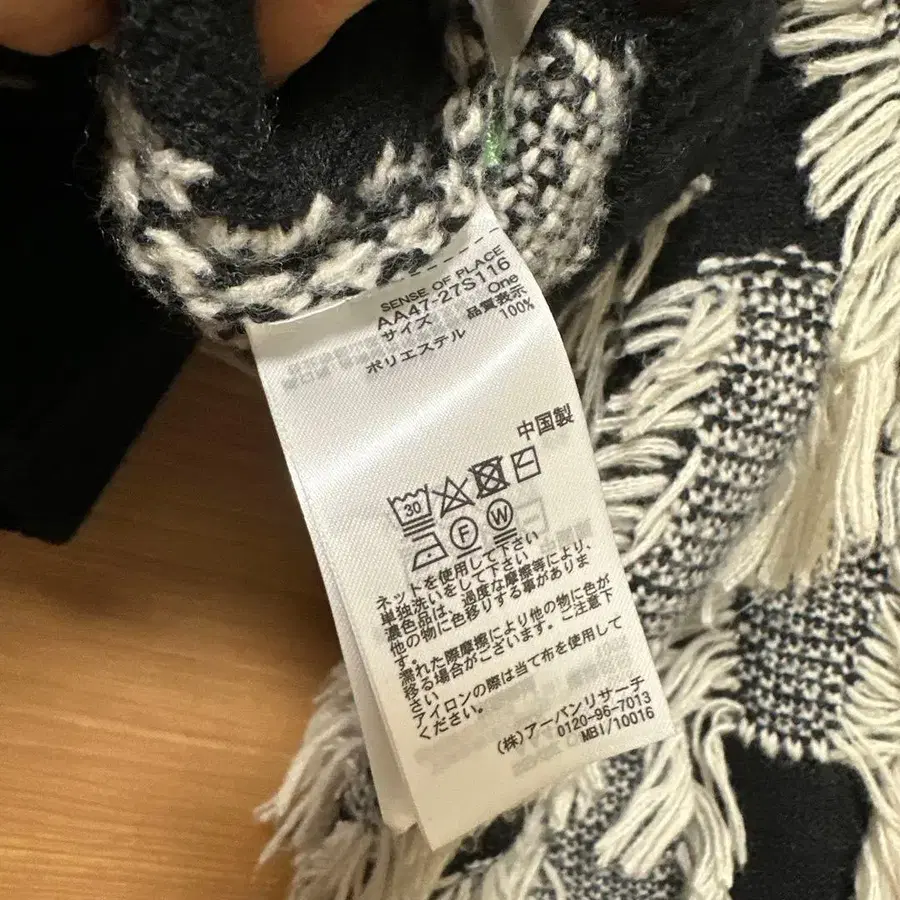 SENSE OF PLACE
AA47-27S116
サイズ One
品質表示
ポリエステル 100%
中国製
30
F W
ネットを使用して下さい
単独洗いをして下さい
濃色品は、過度な摩擦等により、
他の物に色移りする事がありま
す。
濡れた際摩擦により他の物に色が
移る場合がございます。ご注意下
さい
アイロンの際は当て布を使用して
ください。
(株)アーバンリサーチ
0120-96-7013
MB1/10016